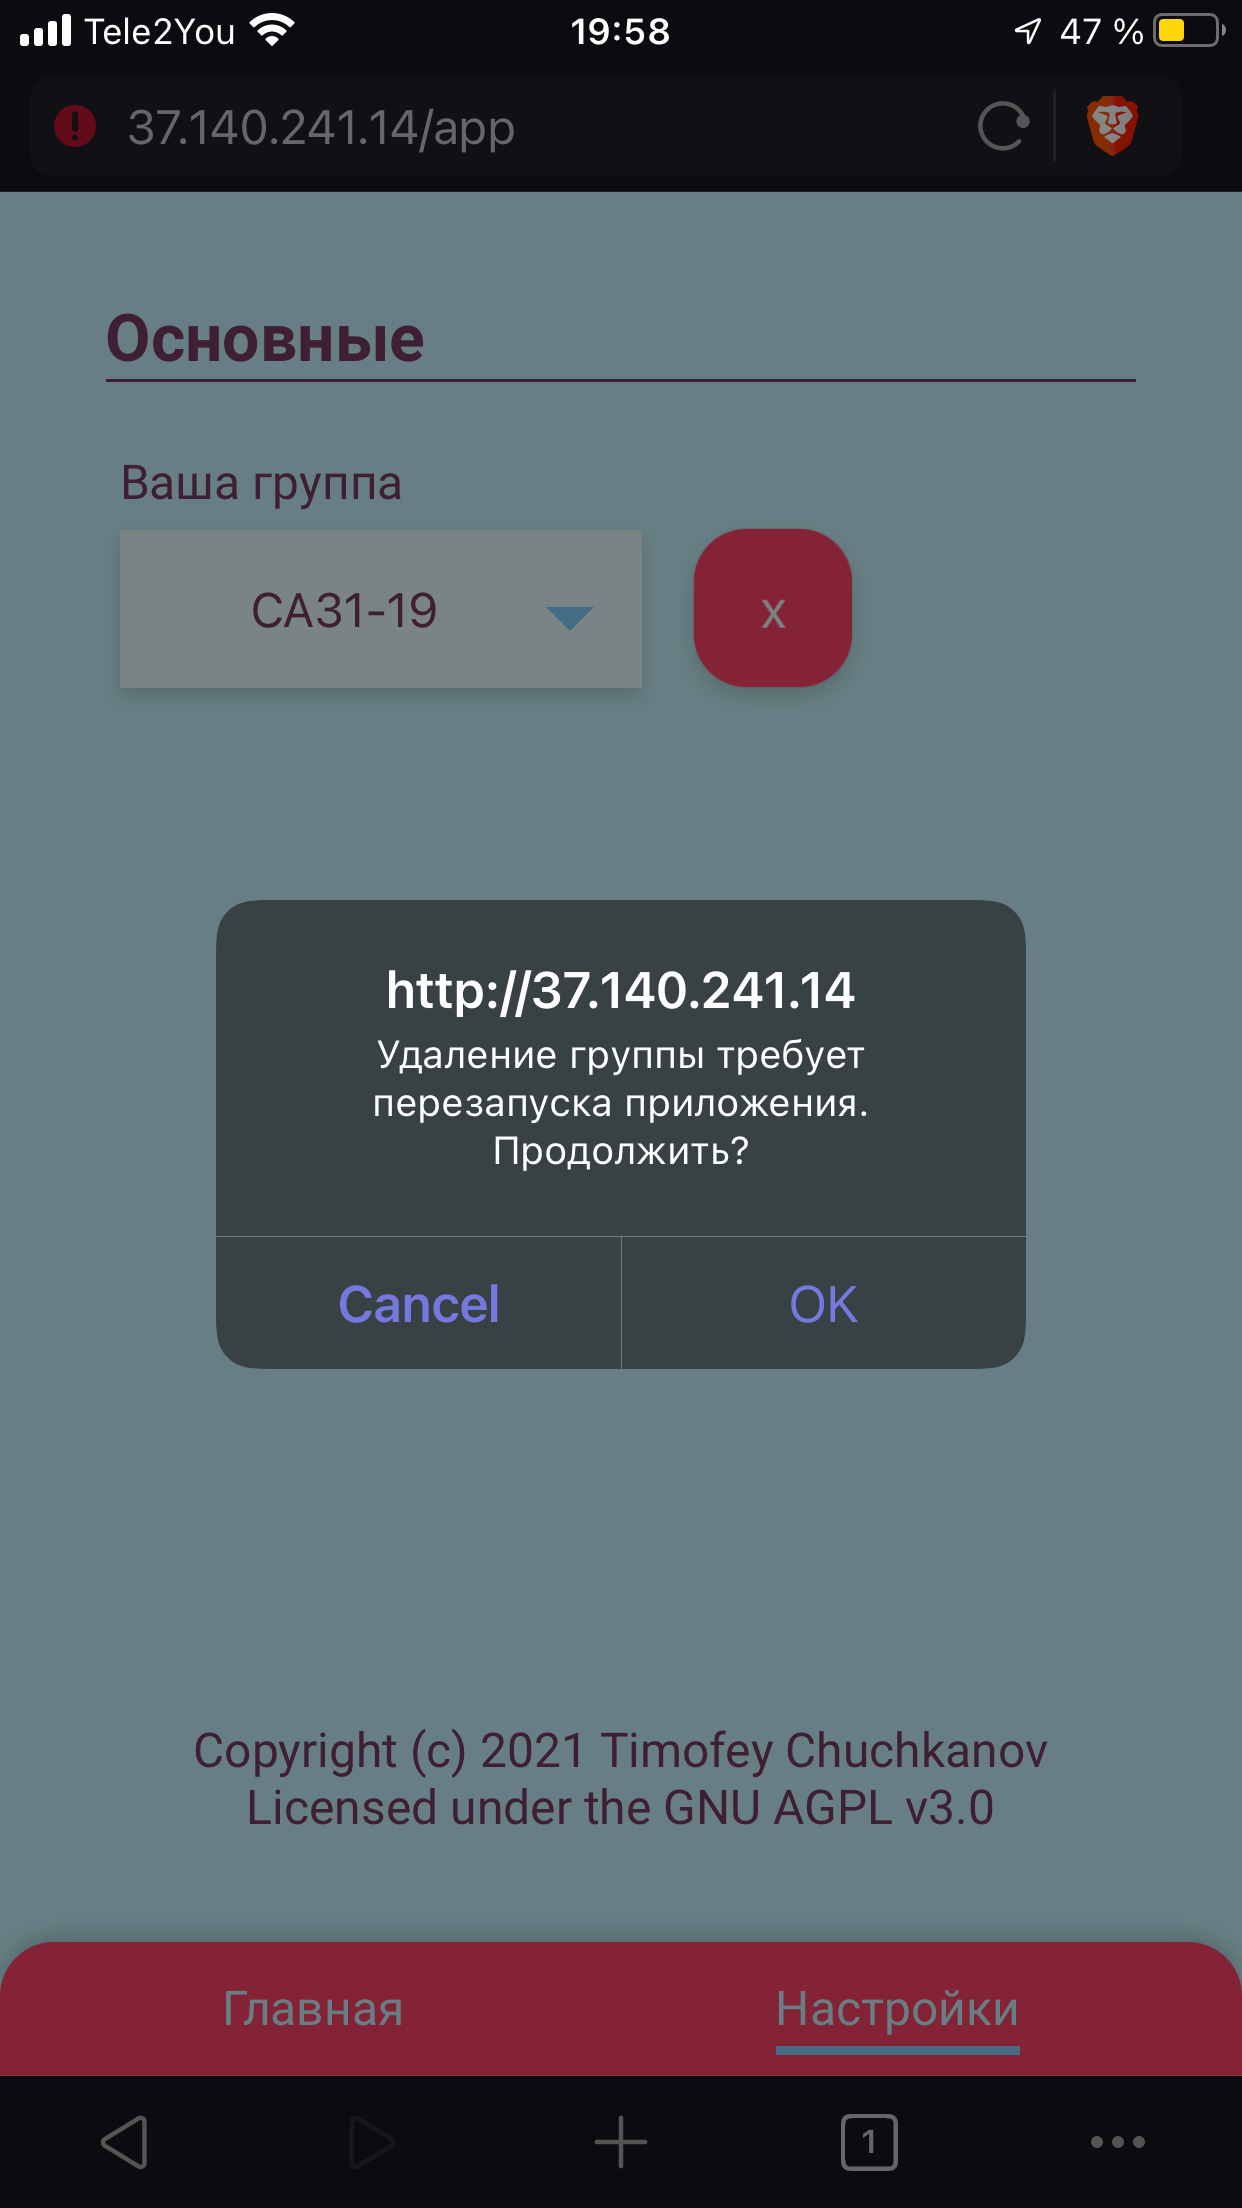 Tele2You 19:58 47 %
37.140.241.14/app
Основные
Ваша группа
СА31-19 x
http://37.140.241.14
Удаление группы требует
перезапуска приложения.
Продолжить?
Cancel OK
Copyright (c) 2021 Timofey Chuchkanov
Licensed under the GNU AGPL v3.0
Главная Настройки
1